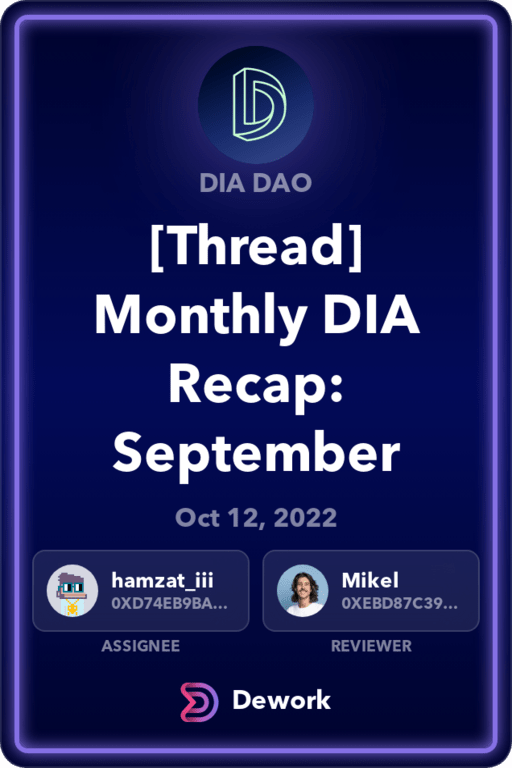 DIA DAO
[Thread]
Monthly DIA
Recap:
September
Oct 12, 2022
hamzat_iii
0XD74EB9BA...
ASSIGNEE
Mikel
0XEBD87C39...
REVIEWER
Dework